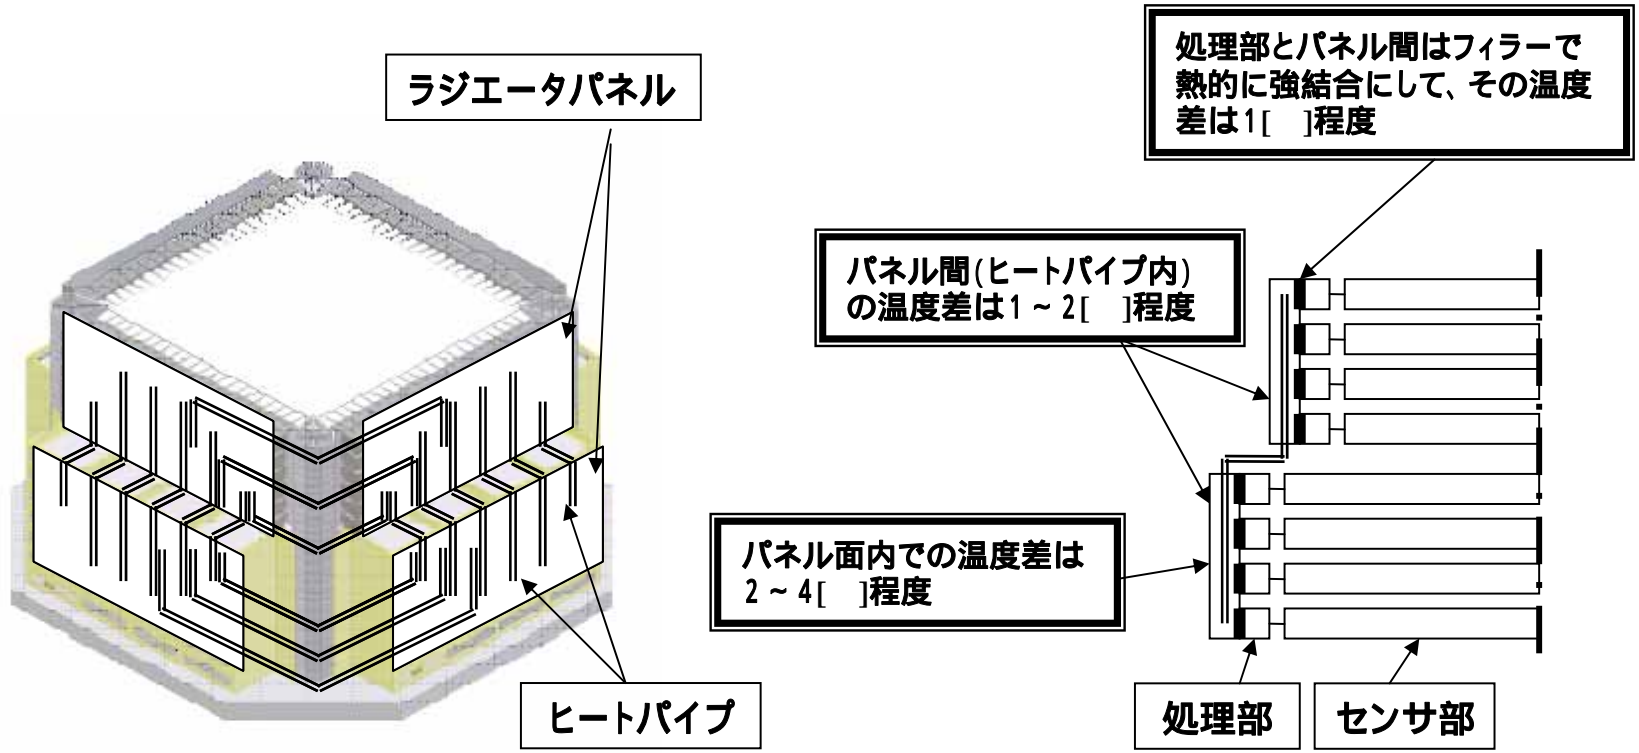 ラジエータパネル
処理部とパネル間はフィラーで
熱的に強結合にして、その温度
差は1[　]程度
パネル間(ヒートパイプ内)
の温度差は1～2[　]程度
パネル面内での温度差は
2～4[　]程度
ヒートパイプ
処理部
センサ部